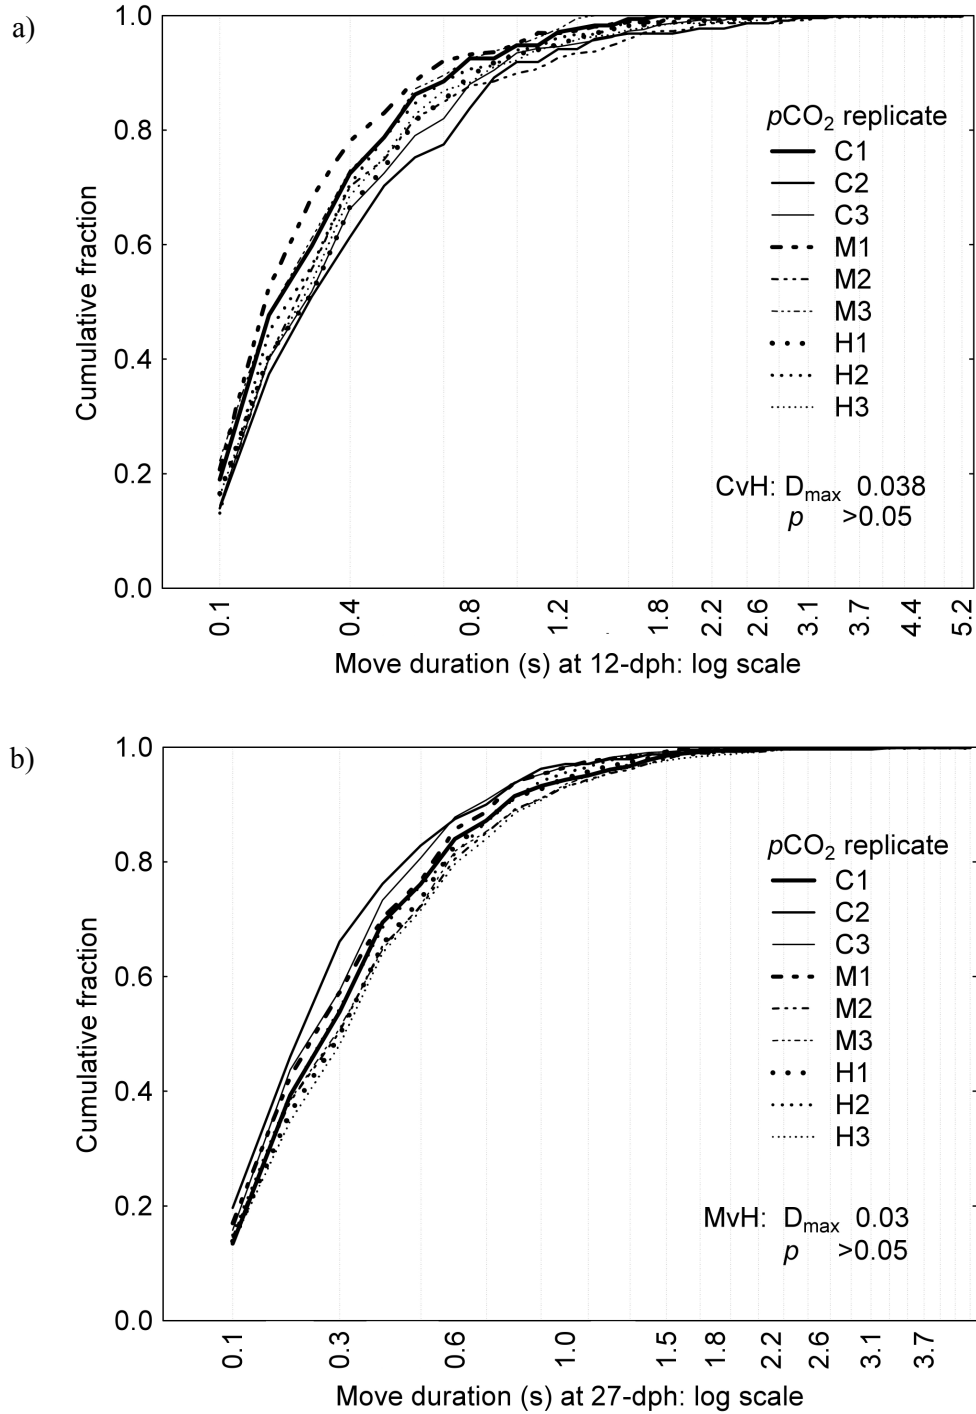 a)
1.0
0.8
0.6
0.4
0.2
0.0
Cumulative fraction
pCO2 replicate
C1
C2
C3
M1
M2
M3
H1
H2
H3
CvH: Dmax 0.038
p >0.05
0.1 0.4 0.8 1.2 1.8 2.2 2.6 3.1 3.7 4.4 5.2
Move duration (s) at 12-dph: log scale
b)
1.0
0.8
0.6
0.4
0.2
0.0
Cumulative fraction
pCO2 replicate
C1
C2
C3
M1
M2
M3
H1
H2
H3
MvH: Dmax 0.03
p >0.05
0.1 0.3 0.6 1.0 1.5 1.8 2.2 2.6 3.1 3.7
Move duration (s) at 27-dph: log scale